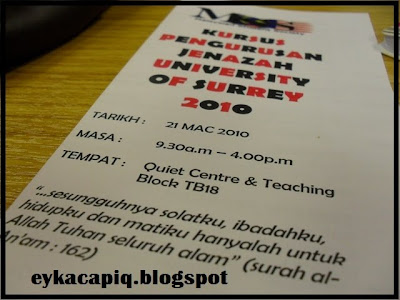 KURSUS
PENGURUSAN
JENAZAH
UNIVERSITY
OF SURREY
2010
TARIKH : 21 MAC 2010
MASA : 9.30a.m – 4.00p.m
TEMPAT : Quiet Centre & Teaching
Block TB18
“...sesungguhnya solatku, ibadahku,
hidupku dan matiku hanyalah untuk
Allah Tuhan seluruh alam” (surah al-
An'am : 162)
eykacapiq.blogspot